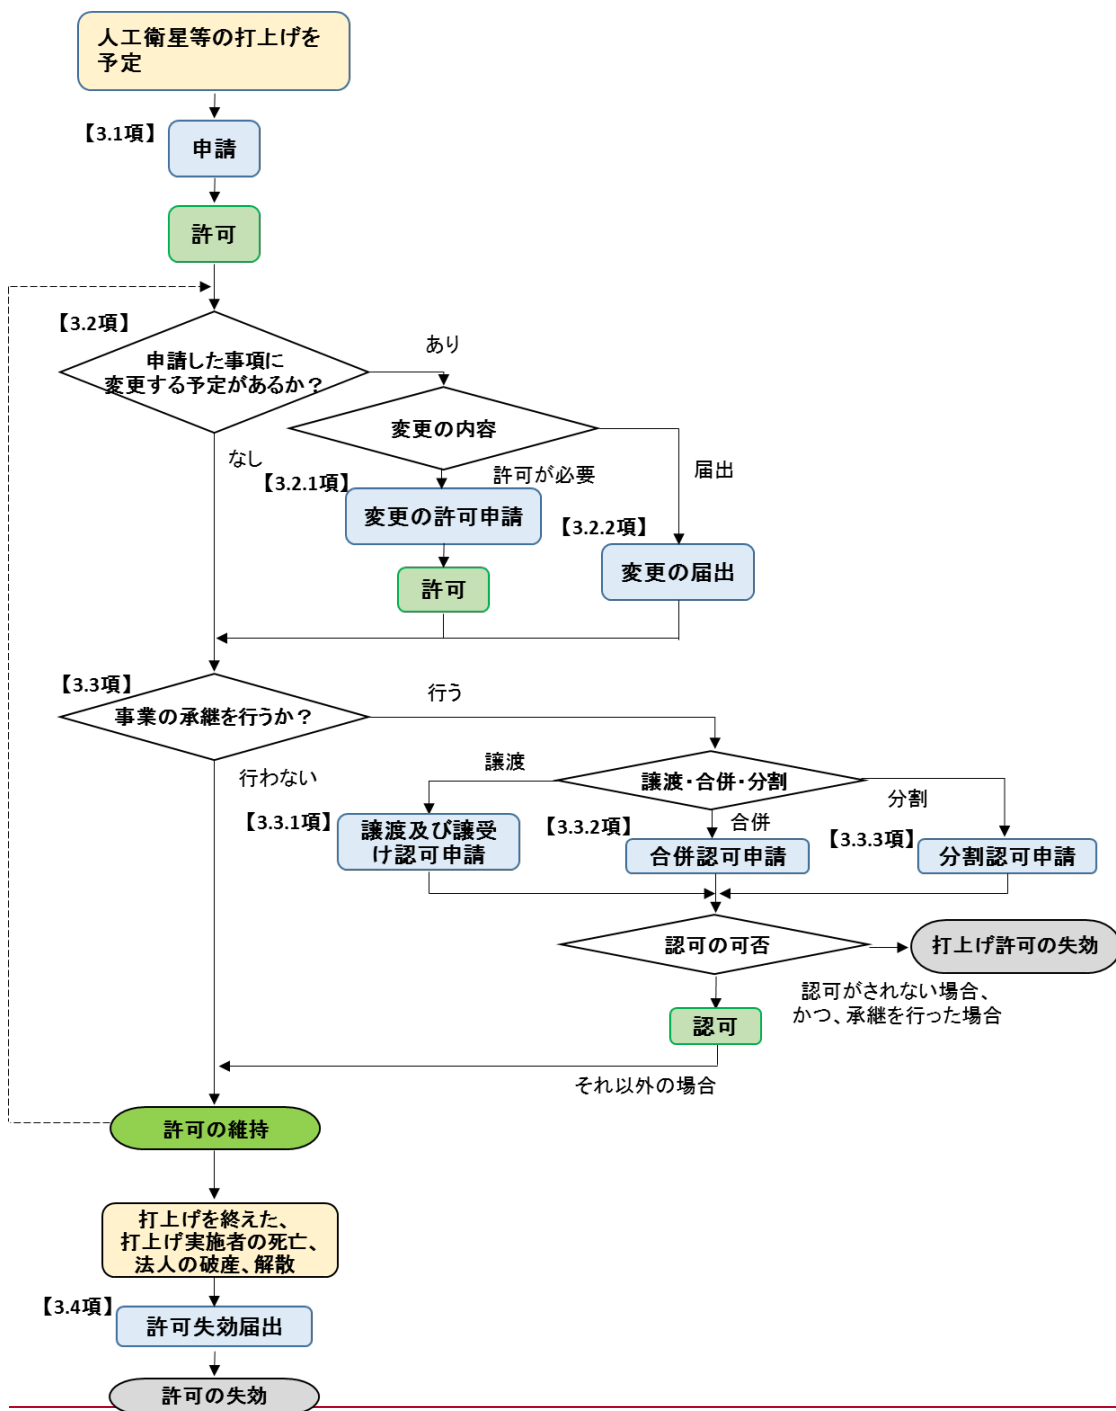 人工衛星等の打上げを
予定
【3.1項】
申請
許可
【3.2項】
申請した事項に
変更する予定があるか？
あり
変更の内容
なし
許可が必要
届出
【3.2.1項】
変更の許可申請
【3.2.2項】
変更の届出
許可
【3.3項】
事業の承継を行うか？
行う
行わない
譲渡
譲渡・合併・分割
分割
【3.3.1項】
譲渡及び譲受
け認可申請
合併
【3.3.2項】
合併認可申請
【3.3.3項】
分割認可申請
認可の可否
打上げ許可の失効
認可がされない場合、
かつ、承継を行った場合
認可
それ以外の場合
許可の維持
打上げを終えた、
打上げ実施者の死亡、
法人の破産、解散
【3.4項】
許可失効届出
許可の失効